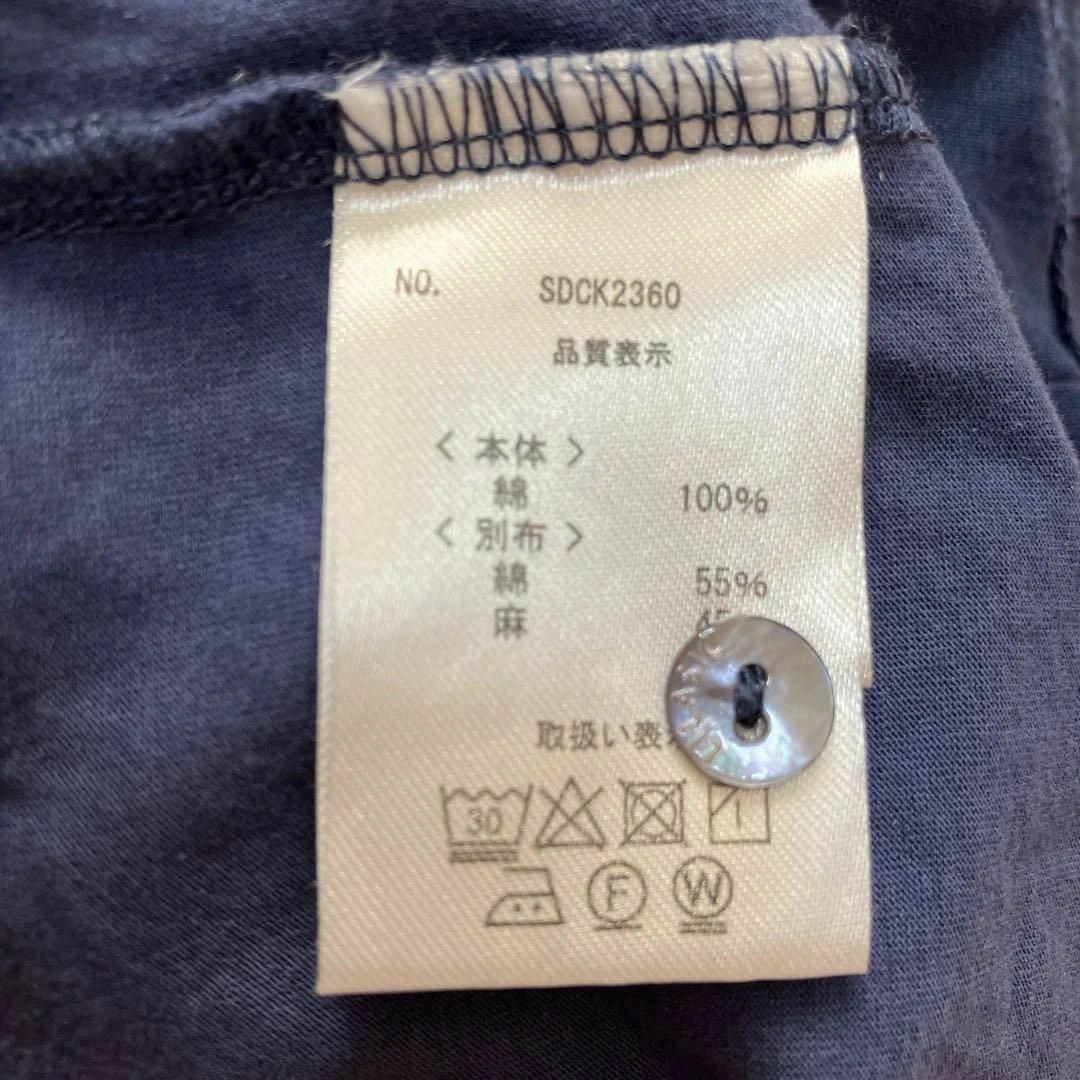 NO. SDCK2360
品質表示
< 本体 >
綿 100%
< 別布 >
綿 55%
麻
取扱い表
30
1
F W